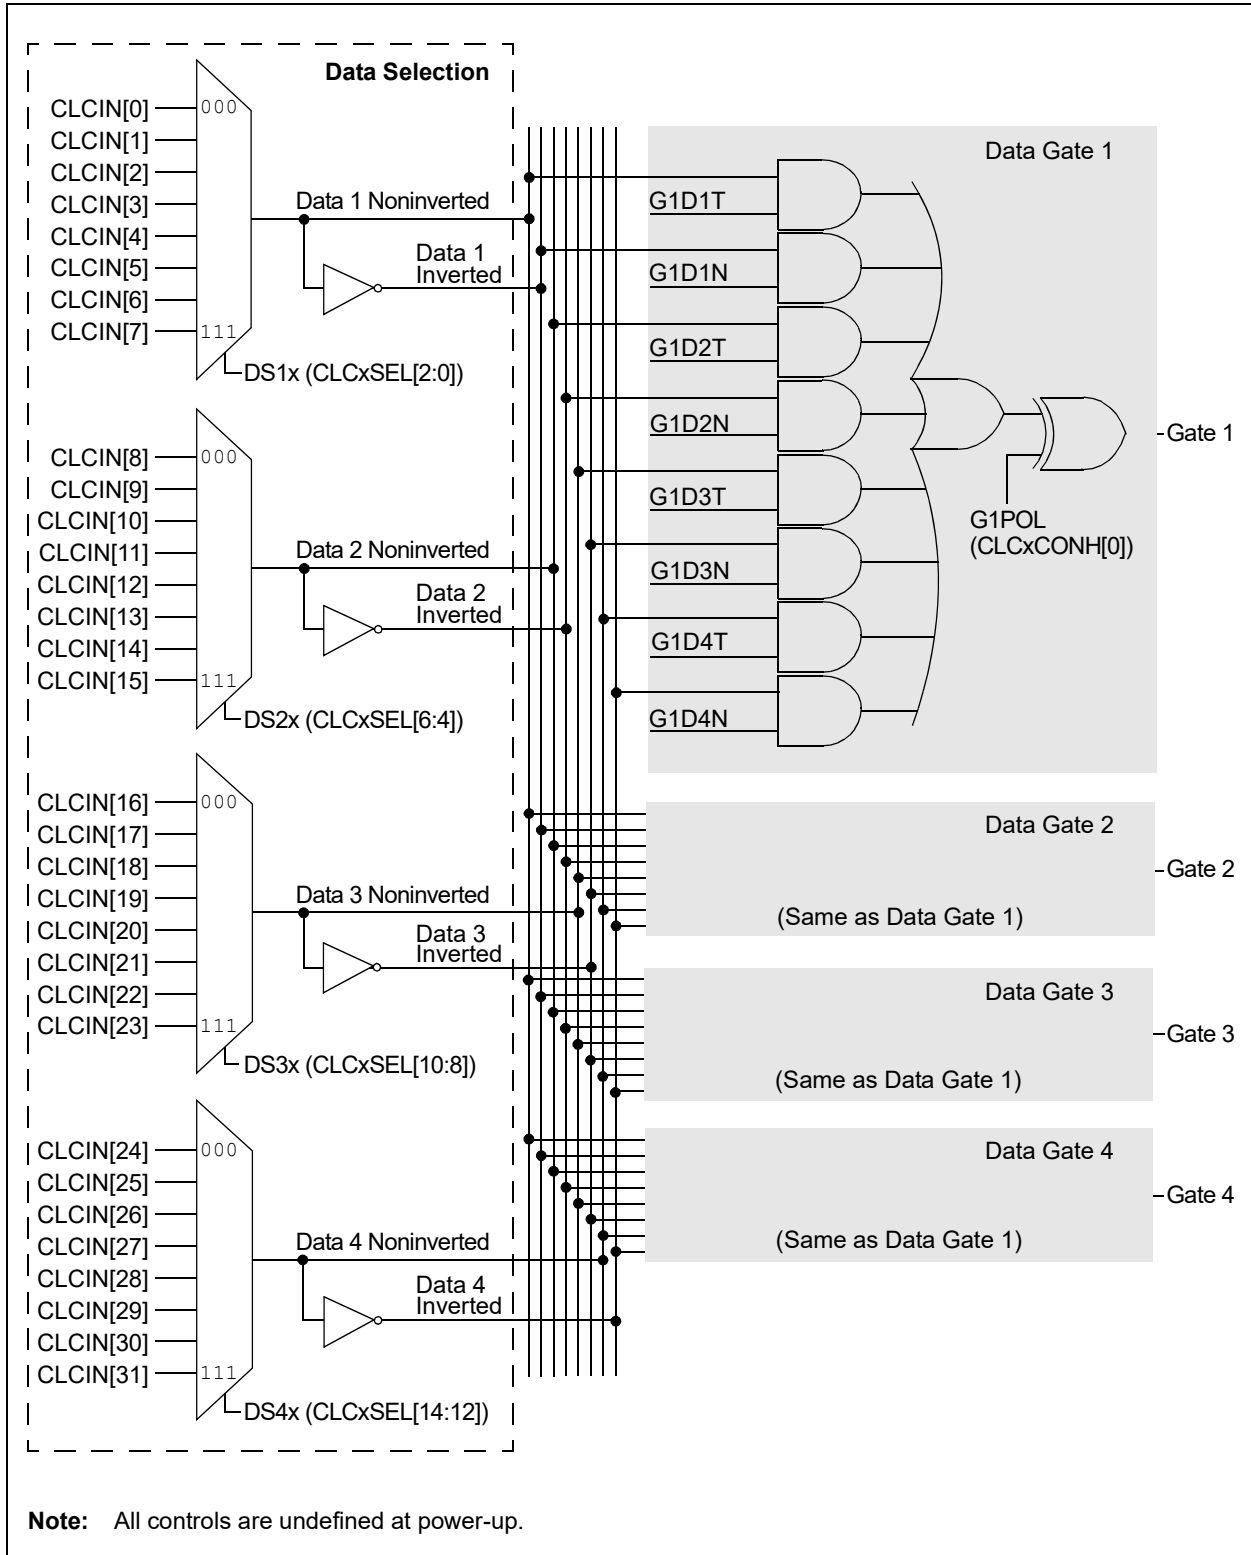 Data Selection
CLCIN[0]
CLCIN[1]
CLCIN[2]
CLCIN[3]
CLCIN[4]
CLCIN[5]
CLCIN[6]
CLCIN[7]
000
111
DS1x (CLCxSEL[2:0])
Data 1 Noninverted
Data 1
Inverted
CLCIN[8]
CLCIN[9]
CLCIN[10]
CLCIN[11]
CLCIN[12]
CLCIN[13]
CLCIN[14]
CLCIN[15]
000
111
DS2x (CLCxSEL[6:4])
Data 2 Noninverted
Data 2
Inverted
CLCIN[16]
CLCIN[17]
CLCIN[18]
CLCIN[19]
CLCIN[20]
CLCIN[21]
CLCIN[22]
CLCIN[23]
000
111
DS3x (CLCxSEL[10:8])
Data 3 Noninverted
Data 3
Inverted
CLCIN[24]
CLCIN[25]
CLCIN[26]
CLCIN[27]
CLCIN[28]
CLCIN[29]
CLCIN[30]
CLCIN[31]
000
111
DS4x (CLCxSEL[14:12])
Data 4 Noninverted
Data 4
Inverted
Data Gate 1
G1D1T
G1D1N
G1D2T
G1D2N
G1D3T
G1D3N
G1D4T
G1D4N
G1POL
(CLCxCONH[0])
Gate 1
Data Gate 2
(Same as Data Gate 1)
Gate 2
Data Gate 3
(Same as Data Gate 1)
Gate 3
Data Gate 4
(Same as Data Gate 1)
Gate 4
Note: All controls are undefined at power-up.